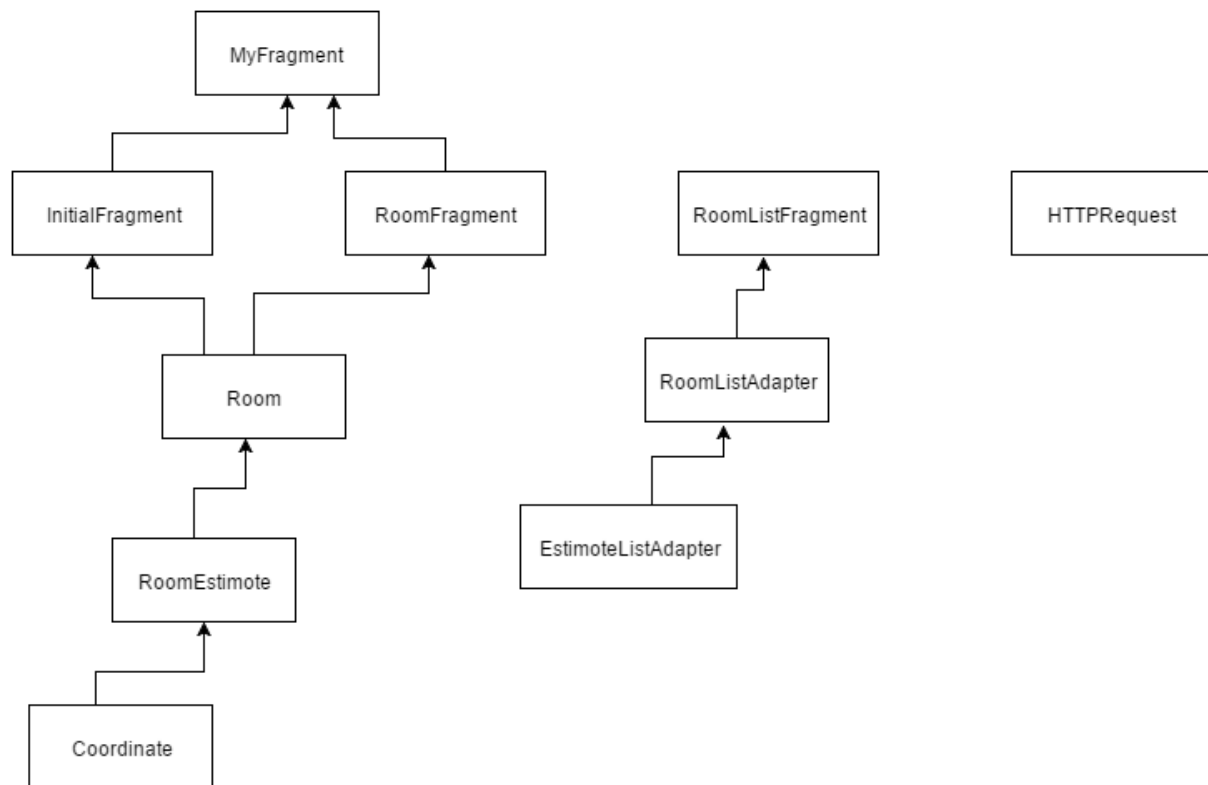 MyFragment
InitialFragment
RoomFragment
RoomListFragment
HTTPRequest
Room
RoomListAdapter
EstimoteListAdapter
RoomEstimote
Coordinate